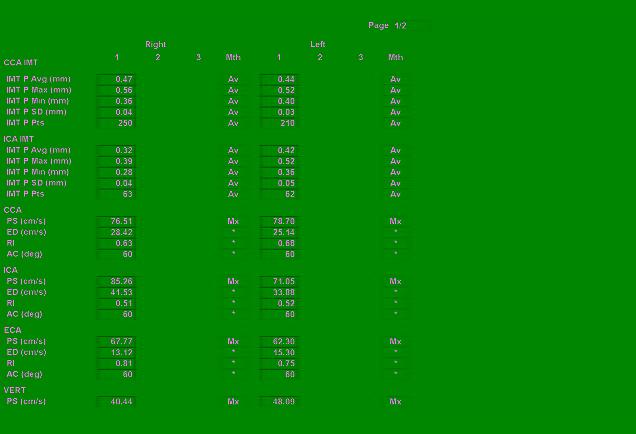 Page 1/2
Right Left
1 2 3 Mth 1 2 3 Mth
CCA IMT
IMT P Avg (mm) 0.47 Av 0.44 Av
IMT P Max (mm) 0.56 Av 0.52 Av
IMT P Min (mm) 0.36 Av 0.40 Av
IMT P SD (mm) 0.04 Av 0.03 Av
IMT P Pts 250 Av 210 Av
ICA IMT
IMT P Avg (mm) 0.32 Av 0.42 Av
IMT P Max (mm) 0.39 Av 0.52 Av
IMT P Min (mm) 0.28 Av 0.36 Av
IMT P SD (mm) 0.04 Av 0.05 Av
IMT P Pts 63 Av 62 Av
CCA
PS (cm/s) 76.51 Mx 78.70 Mx
ED (cm/s) 28.42 * 25.14 *
RI 0.63 * 0.68 *
AC (deg) 60 * 60 *
ICA
PS (cm/s) 85.26 Mx 71.05 Mx
ED (cm/s) 41.53 * 33.88 *
RI 0.51 * 0.52 *
AC (deg) 60 * 60 *
ECA
PS (cm/s) 67.77 Mx 62.30 Mx
ED (cm/s) 13.12 * 15.30 *
RI 0.81 * 0.75 *
AC (deg) 60 * 60 *
VERT
PS (cm/s) 40.44 Mx 48.09 Mx